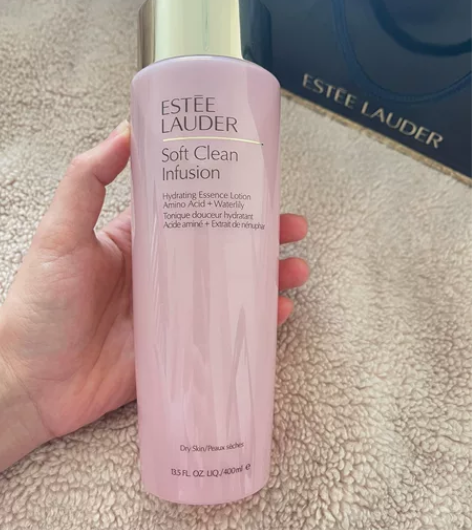 ESTĒE
LAUDER
Soft Clean
Infusion
Hydrating Essence Lotion
Amino Acid + Waterlily
Tonique douceur hydratant
Acide aminé + Extrait de nénuphar
Dry Skin/Peaux sèches
13.5 FL. OZ. LIQ./400ml ℮
ESTĒE LAUDER